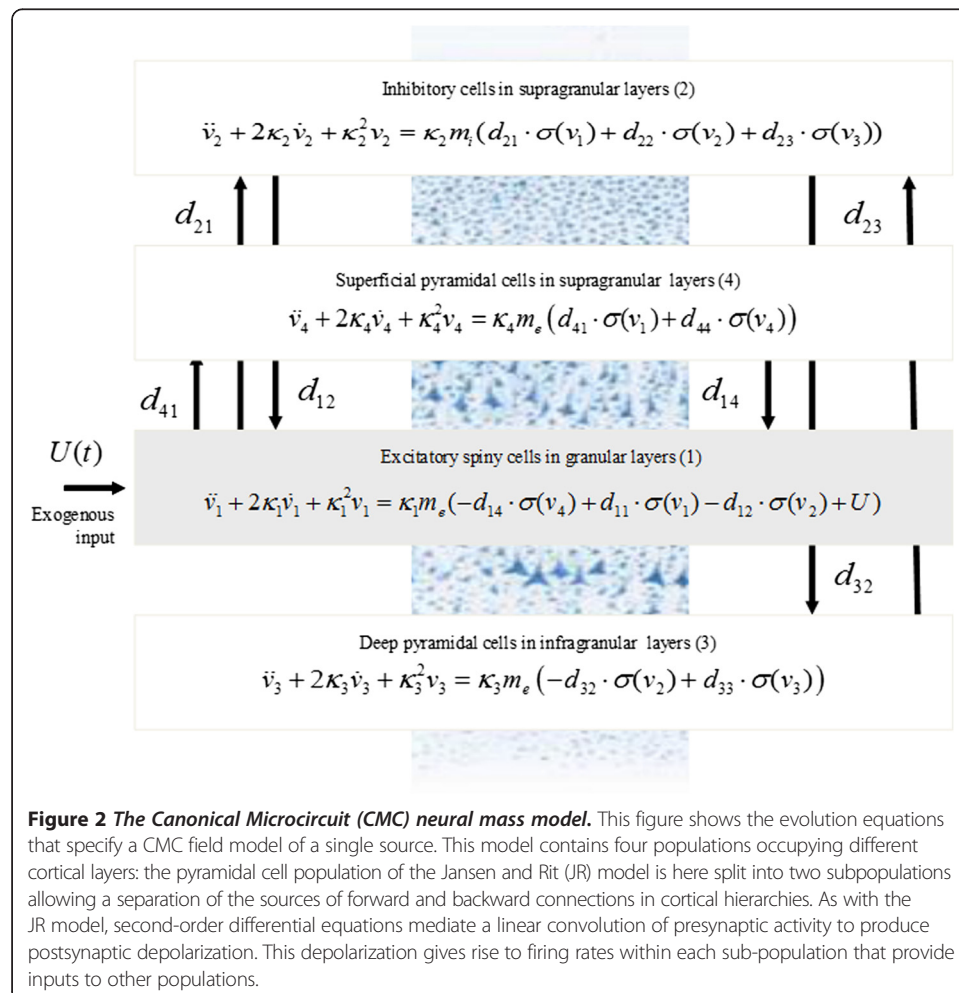 Inhibitory cells in supragranular layers (2)
v̈₂ + 2κ₂v̇₂ + κ₂²v₂ = κ₂mᵢ(d₂₁ · σ(v₁) + d₂₂ · σ(v₂) + d₂₃ · σ(v₃))
d₂₁
d₂₃
Superficial pyramidal cells in supragranular layers (4)
v̈₄ + 2κ₄v̇₄ + κ₄²v₄ = κ₄mₑ(d₄₁ · σ(v₁) + d₄₄ · σ(v₄))
d₄₁
d₁₂
d₁₄
U(t)
Exogenous
input
Excitatory spiny cells in granular layers (1)
v̈₁ + 2κ₁v̇₁ + κ₁²v₁ = κ₁mₑ(−d₁₄ · σ(v₄) + d₁₁ · σ(v₁) − d₁₂ · σ(v₂) + U)
d₃₂
Deep pyramidal cells in infragranular layers (3)
v̈₃ + 2κ₃v̇₃ + κ₃²v₃ = κ₃mₑ(−d₃₂ · σ(v₂) + d₃₃ · σ(v₃))
Figure 2 The Canonical Microcircuit (CMC) neural mass model. This figure shows the evolution equations
that specify a CMC field model of a single source. This model contains four populations occupying different
cortical layers: the pyramidal cell population of the Jansen and Rit (JR) model is here split into two subpopulations
allowing a separation of the sources of forward and backward connections in cortical hierarchies. As with the
JR model, second-order differential equations mediate a linear convolution of presynaptic activity to produce
postsynaptic depolarization. This depolarization gives rise to firing rates within each sub-population that provide
inputs to other populations.